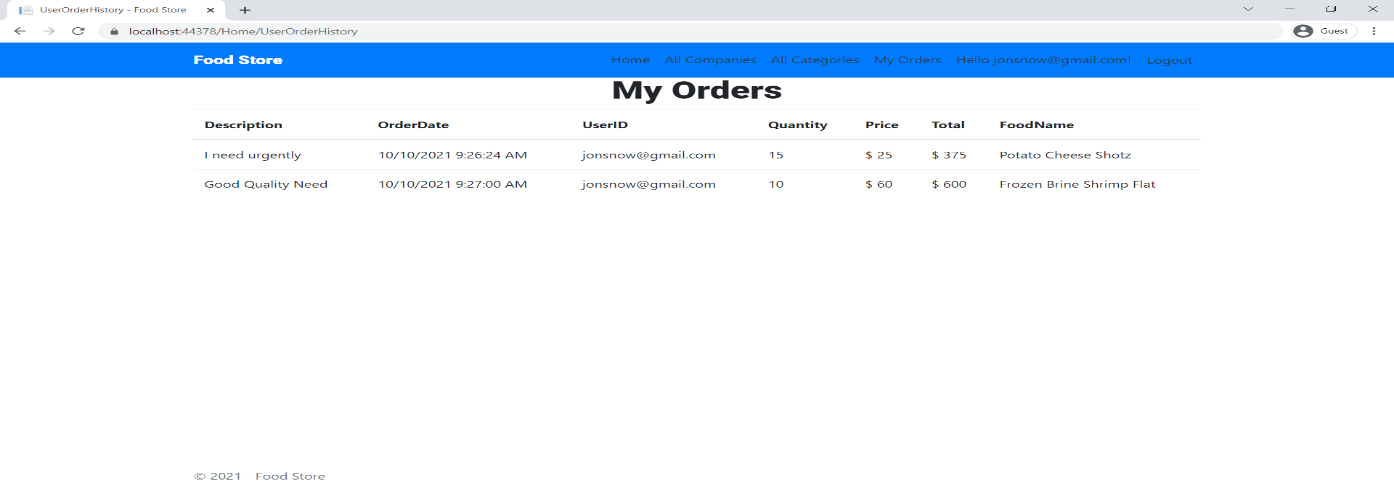 UserOrderHistory - Food Store
localhost:44378/Home/UserOrderHistory Guest
Food Store Home All Companies All Categories My Orders Hello jonsnow@gmail.com! Logout
My Orders
Description OrderDate UserID Quantity Price Total FoodName
I need urgently 10/10/2021 9:26:24 AM jonsnow@gmail.com 15 $ 25 $ 375 Potato Cheese Shotz
Good Quality Need 10/10/2021 9:27:00 AM jonsnow@gmail.com 10 $ 60 $ 600 Frozen Brine Shrimp Flat
© 2021 - Food Store